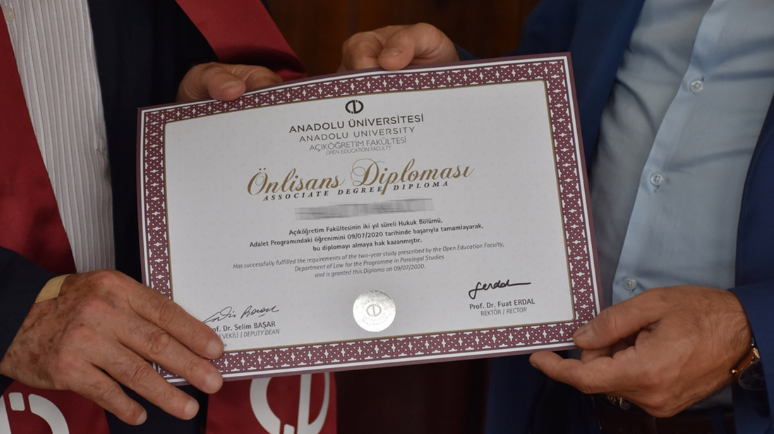 ANADOLU ÜNİVERSİTESİ
ANADOLU UNIVERSITY
AÇIKÖĞRETİM FAKÜLTESİ
OPEN EDUCATION FACULTY
Önlisans Diploması
ASSOCIATE DEGREE DIPLOMA
Açıköğretim Fakültesinin iki yıl süreli Hukuk Bölümü,
Adalet Programındaki öğrenimini 09/07/2020 tarihinde başarıyla tamamlayarak,
bu diplomayı almaya hak kazanmıştır.
Has successfully fulfilled the requirements of the two-year study prescribed by the Open Education Faculty,
Department of Law for the Programme in Paralegal Studies
and is granted this Diploma on 09/07/2020.
Prof. Dr. Selim BAŞAR
VEKİLİ / DEPUTY DEAN
Prof. Dr. Fuat ERDAL
REKTÖR / RECTOR